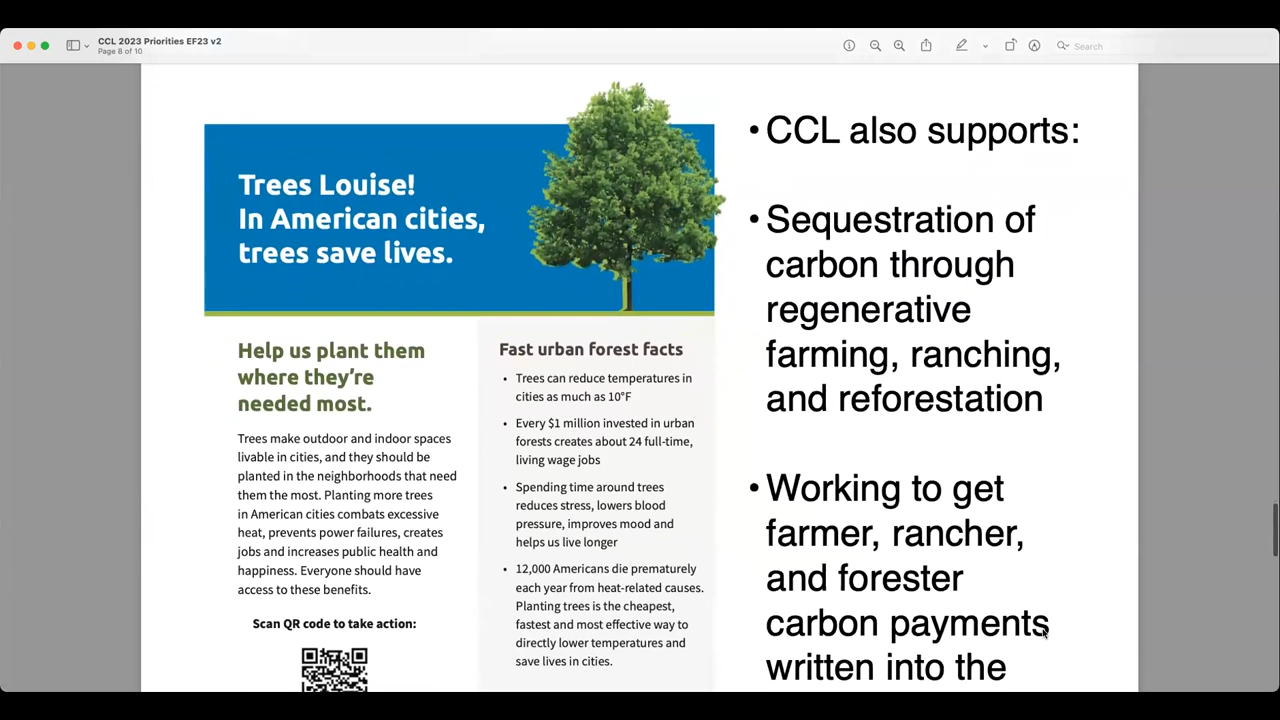 CCL 2023 Priorities EF23 v2
Page 8 of 10
Search
Trees Louise!
In American cities,
trees save lives.
Help us plant them
where they're
needed most.
Trees make outdoor and indoor spaces
livable in cities, and they should be
planted in the neighborhoods that need
them the most. Planting more trees
in American cities combats excessive
heat, prevents power failures, creates
jobs and increases public health and
happiness. Everyone should have
access to these benefits.
Scan QR code to take action:
Fast urban forest facts
• Trees can reduce temperatures in
cities as much as 10°F
• Every $1 million invested in urban
forests creates about 24 full-time,
living wage jobs
• Spending time around trees
reduces stress, lowers blood
pressure, improves mood and
helps us live longer
• 12,000 Americans die prematurely
each year from heat-related causes.
Planting trees is the cheapest,
fastest and most effective way to
directly lower temperatures and
save lives in cities.
• CCL also supports:
• Sequestration of
carbon through
regenerative
farming, ranching,
and reforestation
• Working to get
farmer, rancher,
and forester
carbon payments
written into the